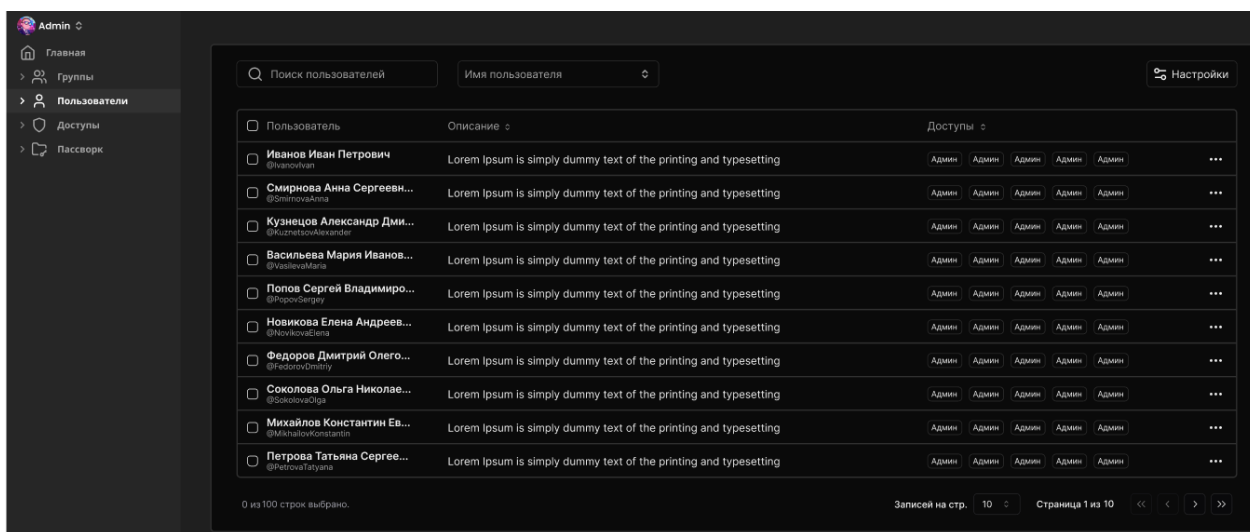 Admin
Главная
Группы
Пользователи
Доступы
Пассворк
Поиск пользователей
Имя пользователя
Настройки
Пользователь Описание Доступы
Иванов Иван Петрович
@IvanovIvan
Lorem Ipsum is simply dummy text of the printing and typesetting
Админ Админ Админ Админ Админ
Смирнова Анна Сергеевн...
@SmirnovaAnna
Lorem Ipsum is simply dummy text of the printing and typesetting
Админ Админ Админ Админ Админ
Кузнецов Александр Дми...
@KuznetsovAlexander
Lorem Ipsum is simply dummy text of the printing and typesetting
Админ Админ Админ Админ Админ
Васильева Мария Иванов...
@VasilevaMaria
Lorem Ipsum is simply dummy text of the printing and typesetting
Админ Админ Админ Админ Админ
Попов Сергей Владимиро...
@PopovSergey
Lorem Ipsum is simply dummy text of the printing and typesetting
Админ Админ Админ Админ Админ
Новикова Елена Андреев...
@NovikovaElena
Lorem Ipsum is simply dummy text of the printing and typesetting
Админ Админ Админ Админ Админ
Федоров Дмитрий Олего...
@FedorovDmitriy
Lorem Ipsum is simply dummy text of the printing and typesetting
Админ Админ Админ Админ Админ
Соколова Ольга Николае...
@SokolovaOlga
Lorem Ipsum is simply dummy text of the printing and typesetting
Админ Админ Админ Админ Админ
Михайлов Константин Ев...
@MikhailovKonstantin
Lorem Ipsum is simply dummy text of the printing and typesetting
Админ Админ Админ Админ Админ
Петрова Татьяна Сергее...
@PetrovaTatyana
Lorem Ipsum is simply dummy text of the printing and typesetting
Админ Админ Админ Админ Админ
0 из 100 строк выбрано.
Записей на стр. 10
Страница 1 из 10